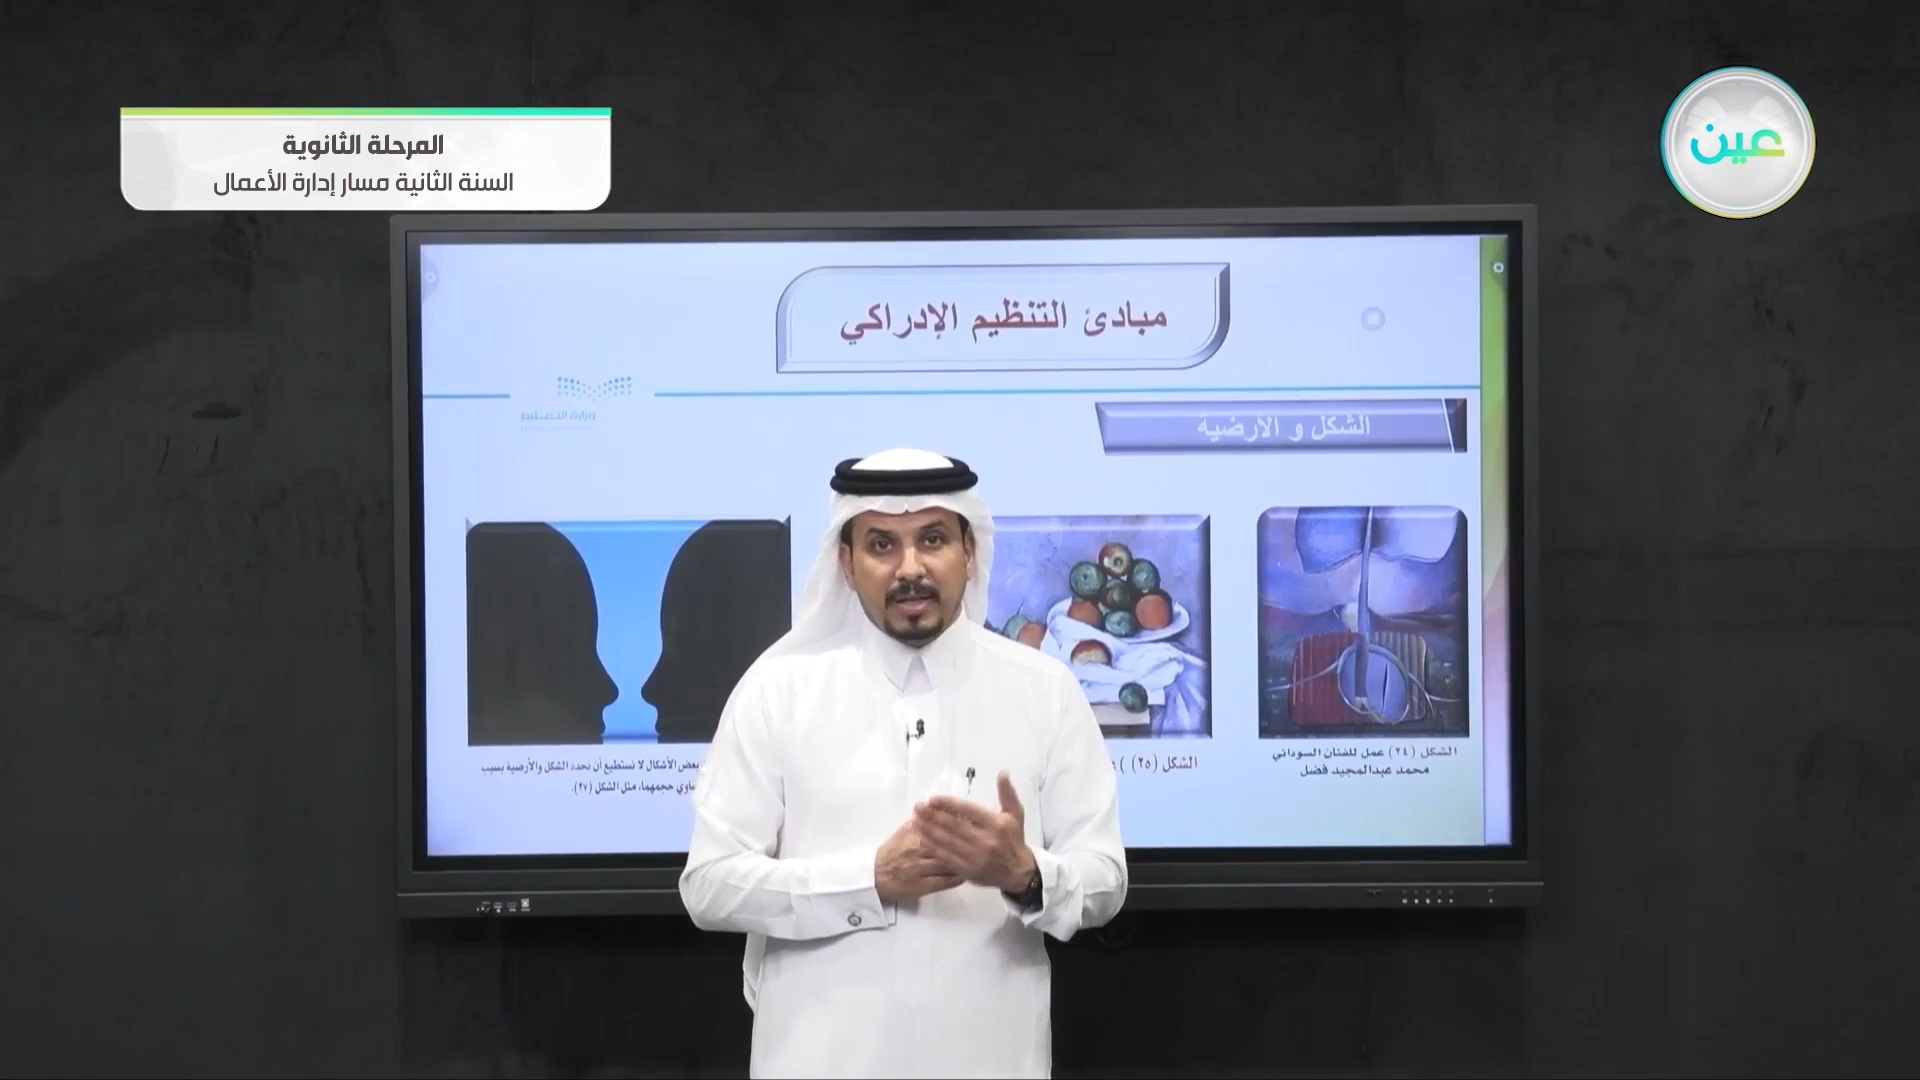 المرحلة الثانوية
السنة الثانية مسار إدارة الأعمال
عين
مبادئ التنظيم الإدراكي
وزارة التعليم
الشكل و الارضية
الشكل (٢٤) عمل للفنان السوداني
محمد عبدالمجيد فضل
الشكل (٢٥)
بعض الأشكال لا نستطيع أن نحدد الشكل والأرضية بسبب
حجمهما، مثل الشكل (٢٧).